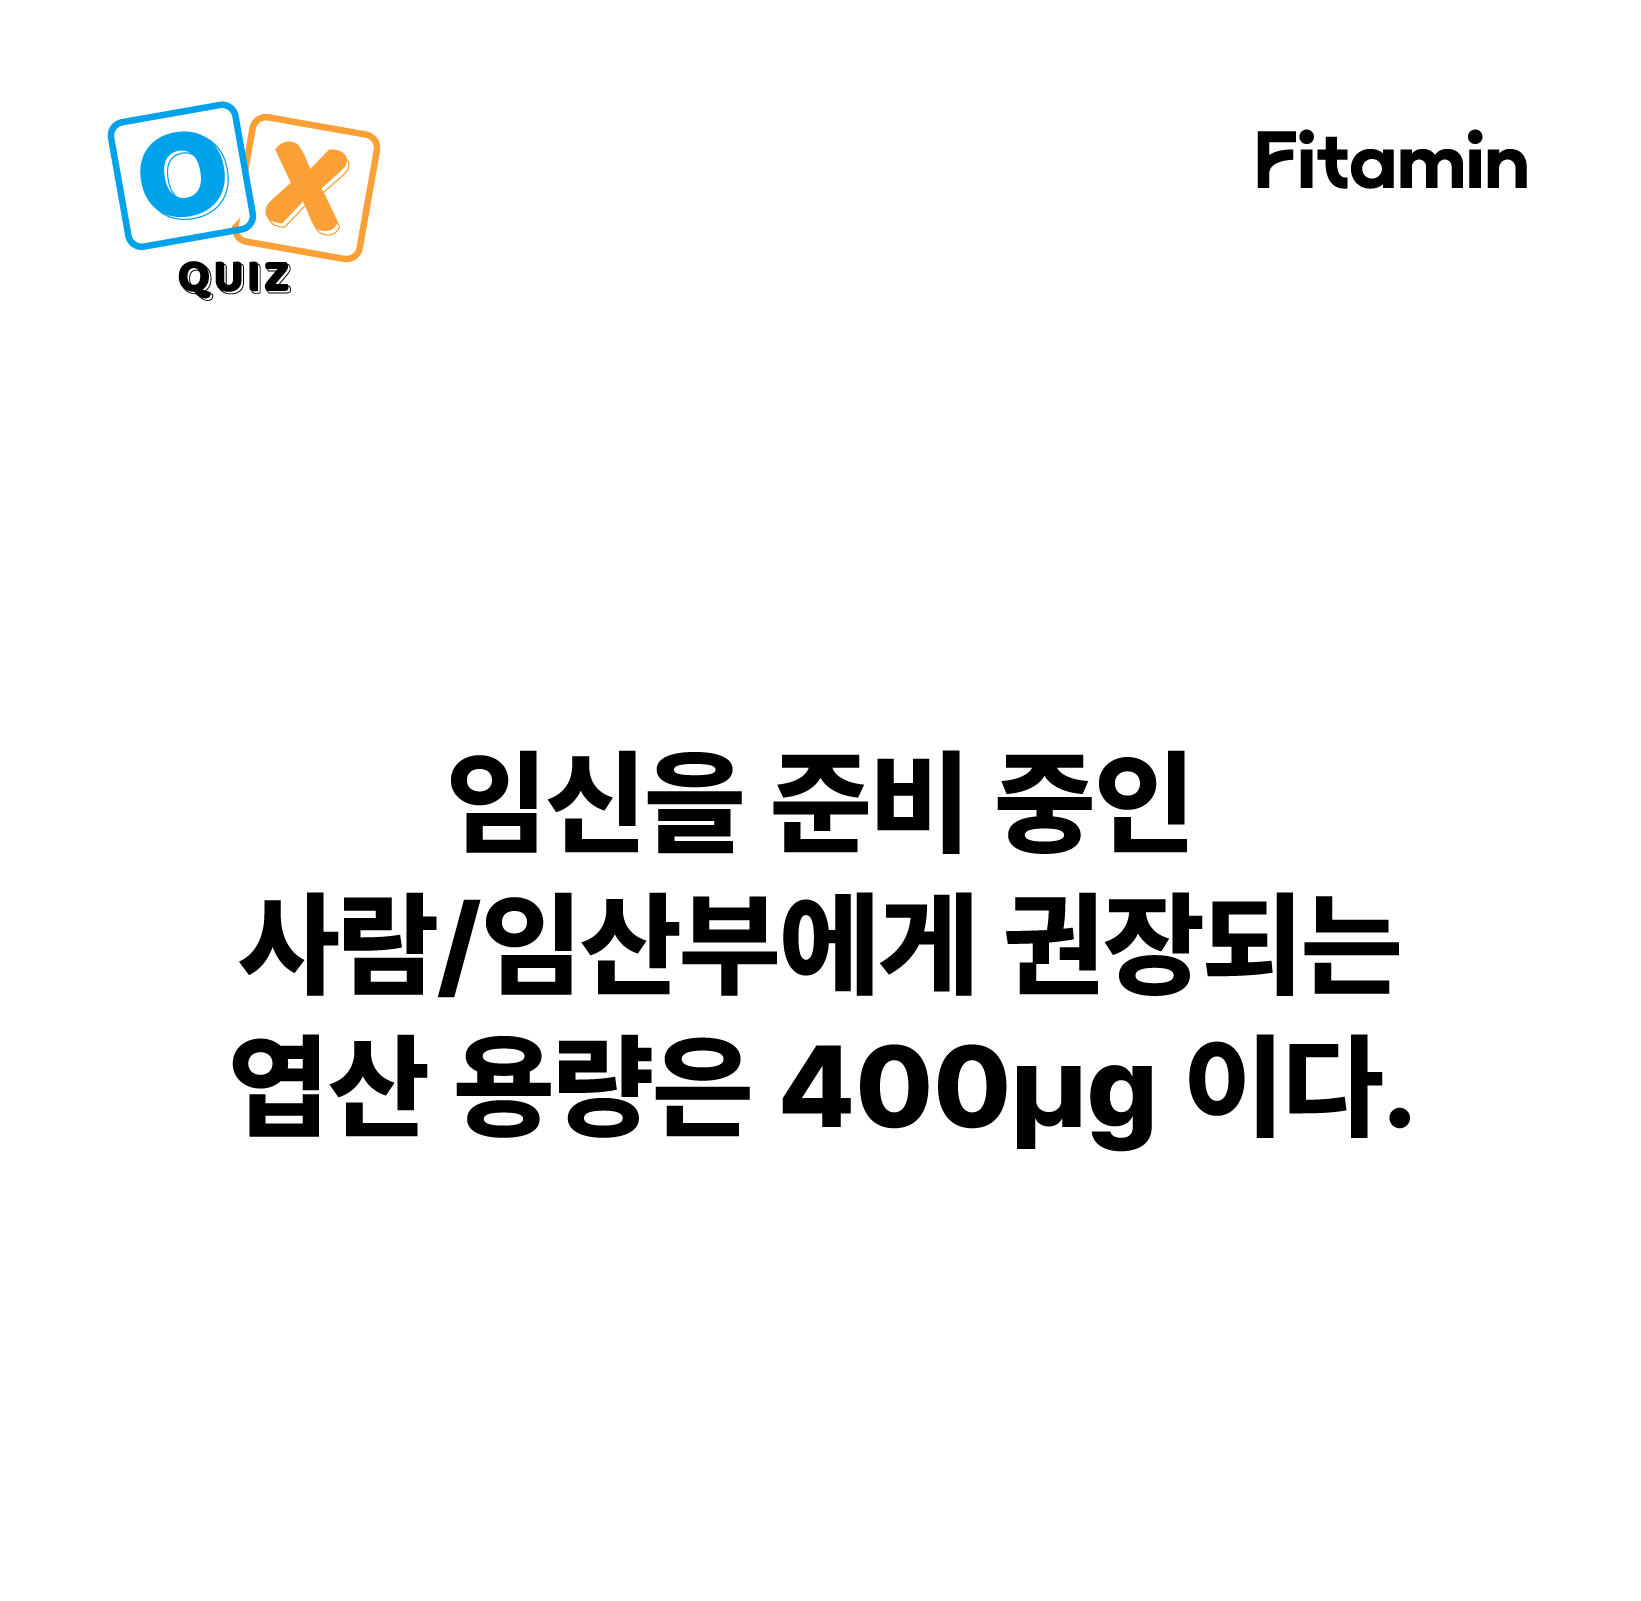 O X
QUIZ
Fitamin
임신을 준비 중인
사람/임산부에게 권장되는
엽산 용량은 400μg 이다.